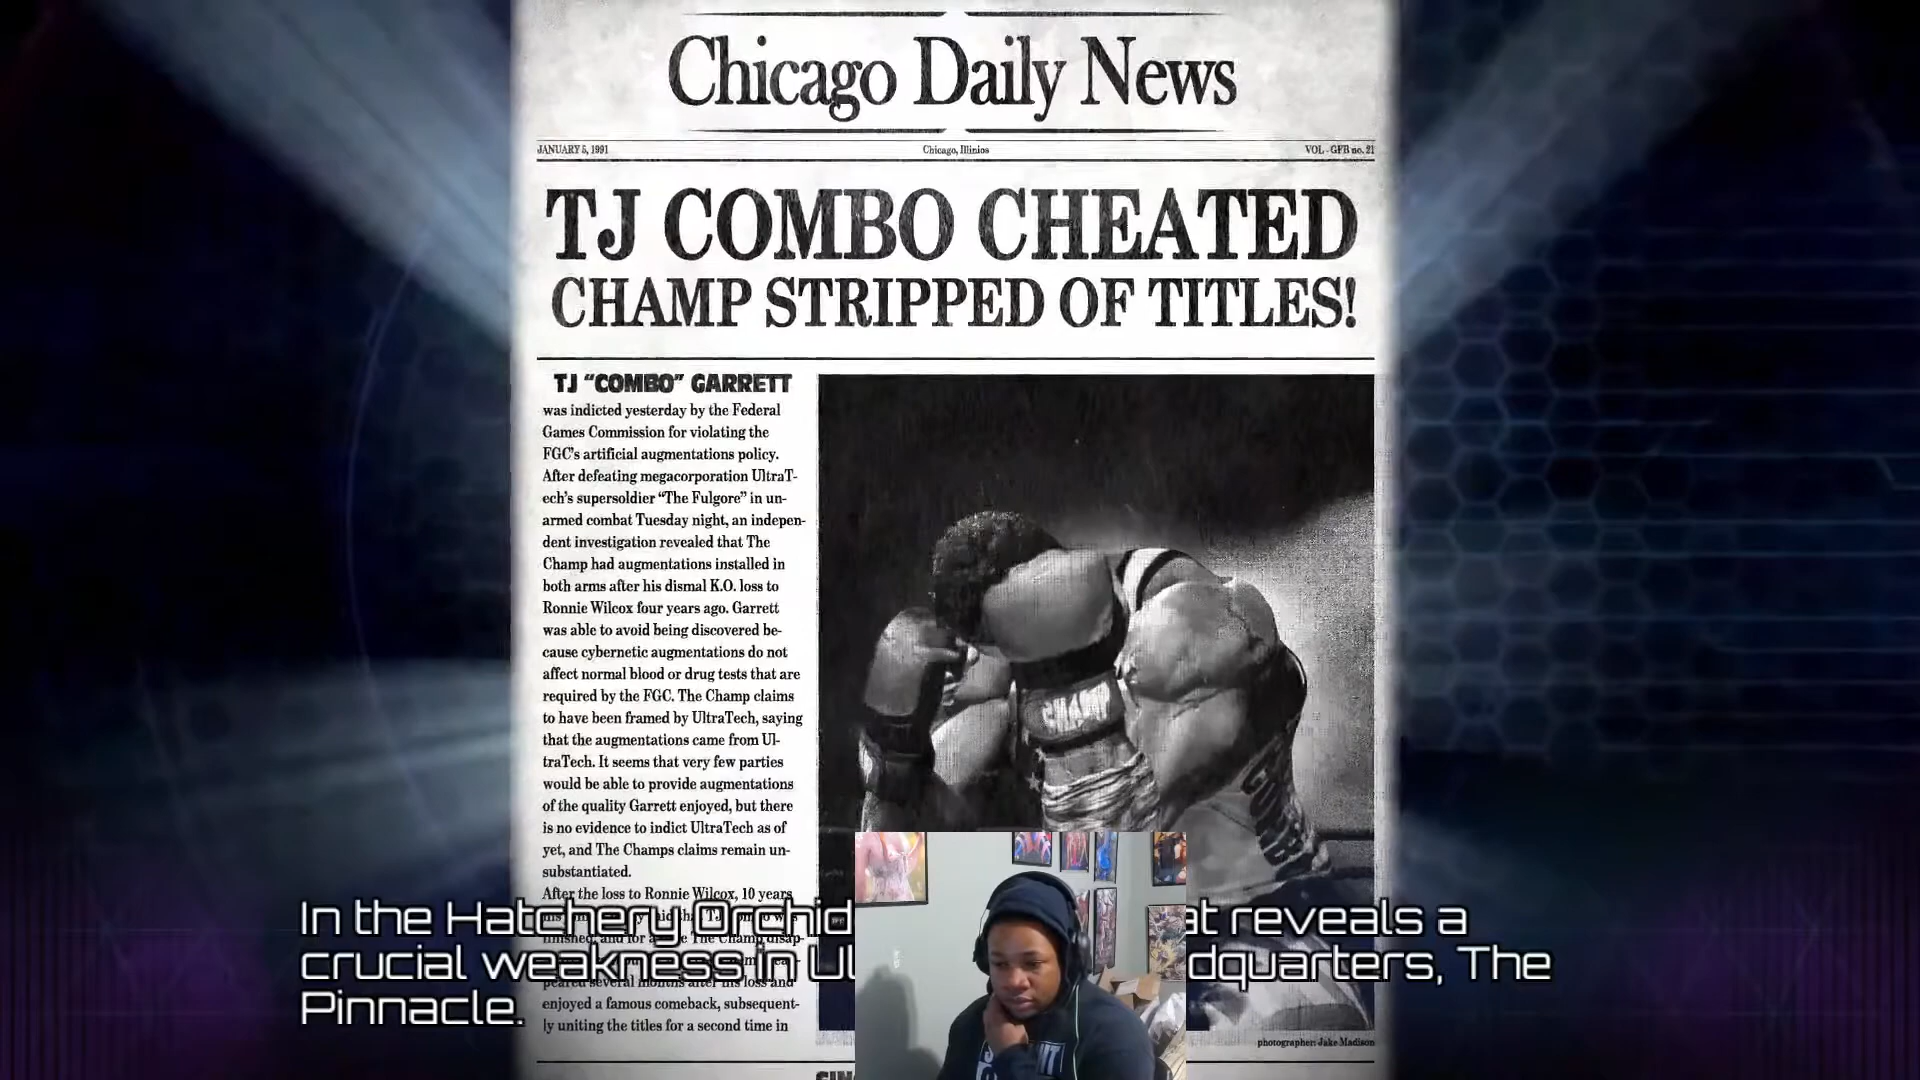 Chicago Daily News
JANUARY 5, 1991 Chicago, Illinios VOL - GFB no. 21
TJ COMBO CHEATED
CHAMP STRIPPED OF TITLES!
TJ "COMBO" GARRETT
was indicted yesterday by the Federal
Games Commission for violating the
FGC's artificial augmentations policy.
After defeating megacorporation UltraT-
ech's supersoldier "The Fulgore" in un-
armed combat Tuesday night, an indepen-
dent investigation revealed that The
Champ had augmentations installed in
both arms after his dismal K.O. loss to
Ronnie Wilcox four years ago. Garrett
was able to avoid being discovered be-
cause cybernetic augmentations do not
affect normal blood or drug tests that are
required by the FGC. The Champ claims
to have been framed by UltraTech, saying
that the augmentations came from Ul-
traTech. It seems that very few parties
would be able to provide augmentations
of the quality Garrett enjoyed, but there
is no evidence to indict UltraTech as of
yet, and The Champs claims remain un-
substantiated.
After the loss to Ronnie Wilcox, 10 years
finished, and for The Champ disap-
peared several months after his loss and
enjoyed a famous comeback, subsequent-
ly uniting the titles for a second time in
CHAMP
COMBO
photographer: Jake Madison
In the Hatchery Orchid at reveals a
crucial weakness in Ul dquarters, The
Pinnacle.